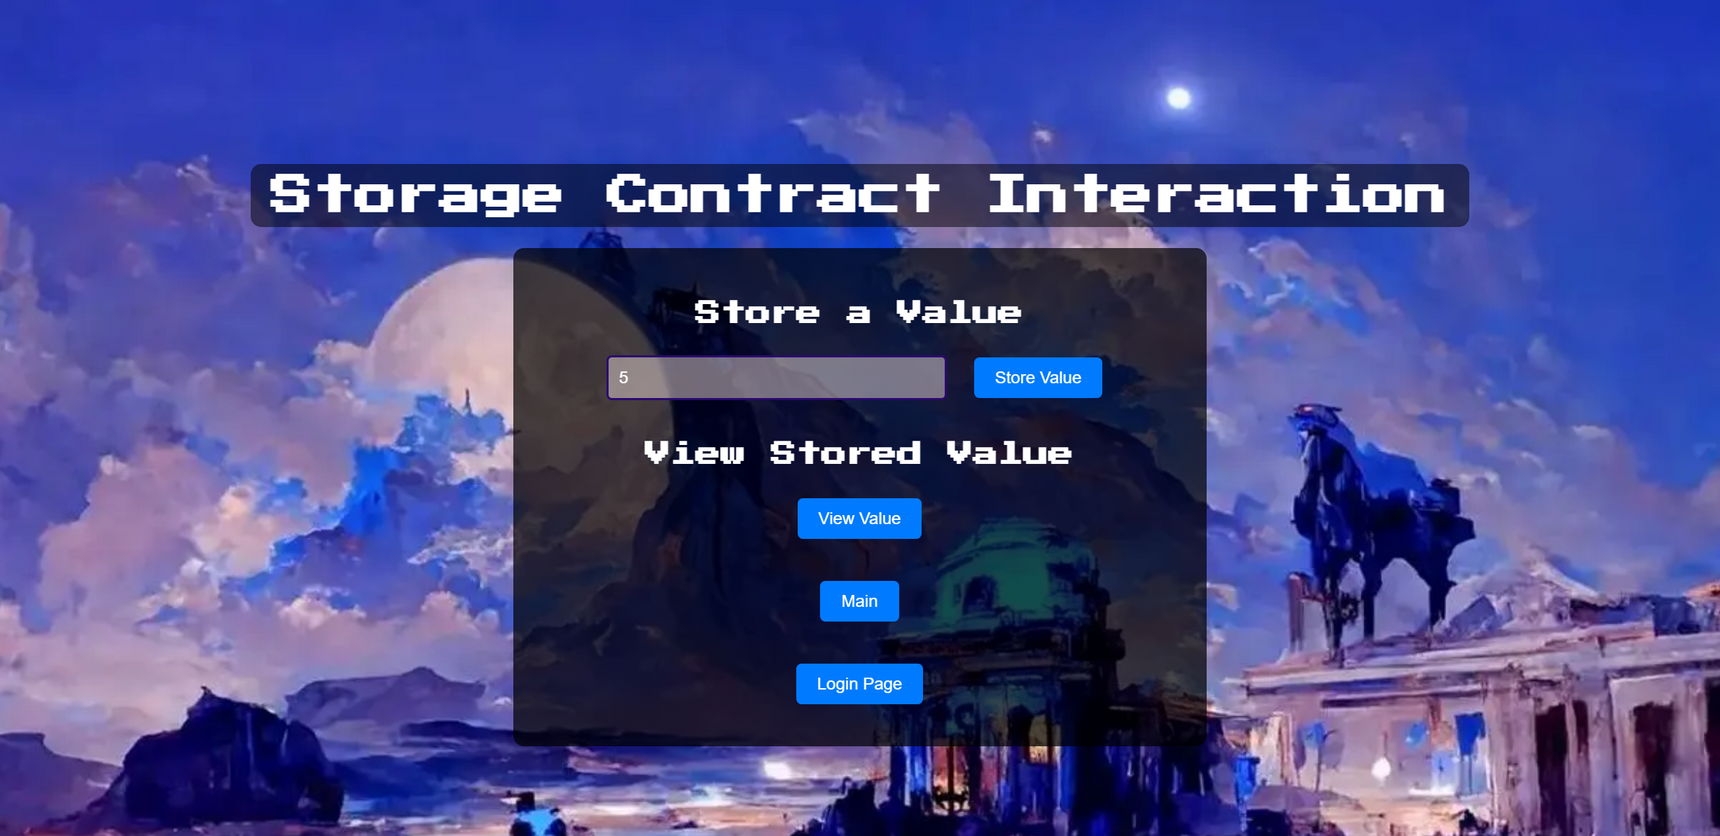 Storage Contract Interaction
Store a Value
5
Store Value
View Stored Value
View Value
Main
Login Page